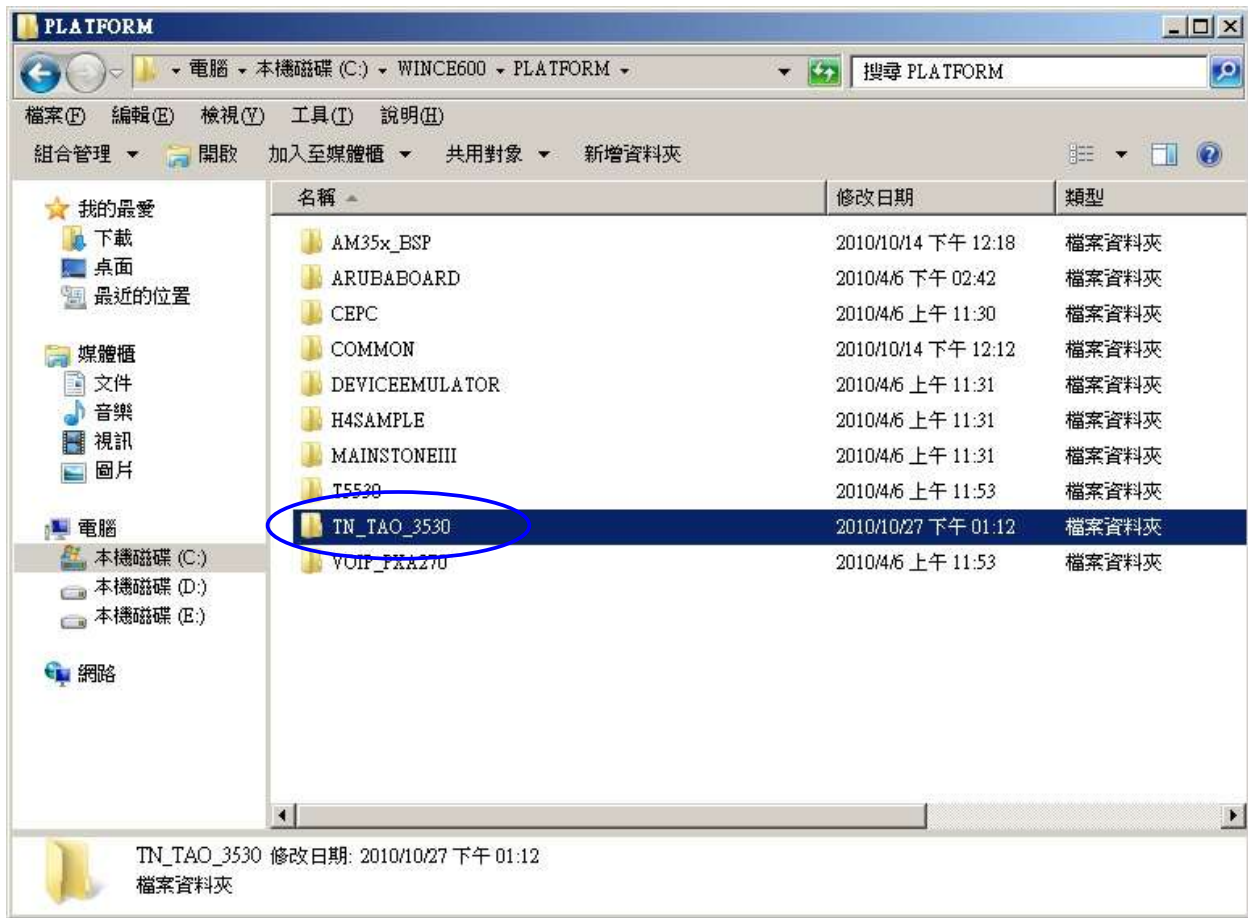 PLATFORM
電腦 本機磁碟 (C:) WINCE600 PLATFORM 搜尋 PLATFORM
檔案(F) 編輯(E) 檢視(V) 工具(T) 說明(H)
組合管理 開啟 加入至媒體櫃 共用對象 新增資料夾
我的最愛
下載
桌面
最近的位置
媒體櫃
文件
音樂
視訊
圖片
電腦
本機磁碟 (C:)
本機磁碟 (D:)
本機磁碟 (E:)
網路
名稱 修改日期 類型
AM35x_BSP 2010/10/14 下午 12:18 檔案資料夾
ARUBABOARD 2010/4/6 下午 02:42 檔案資料夾
CEPC 2010/4/6 上午 11:30 檔案資料夾
COMMON 2010/10/14 下午 12:12 檔案資料夾
DEVICEEMULATOR 2010/4/6 上午 11:31 檔案資料夾
H4SAMPLE 2010/4/6 上午 11:31 檔案資料夾
MAINSTONEIII 2010/4/6 上午 11:31 檔案資料夾
T5530 2010/4/6 上午 11:53 檔案資料夾
TN_TAO_3530 2010/10/27 下午 01:12 檔案資料夾
VOIP_PXA270 2010/4/6 上午 11:53 檔案資料夾
TN_TAO_3530 修改日期: 2010/10/27 下午 01:12
檔案資料夾